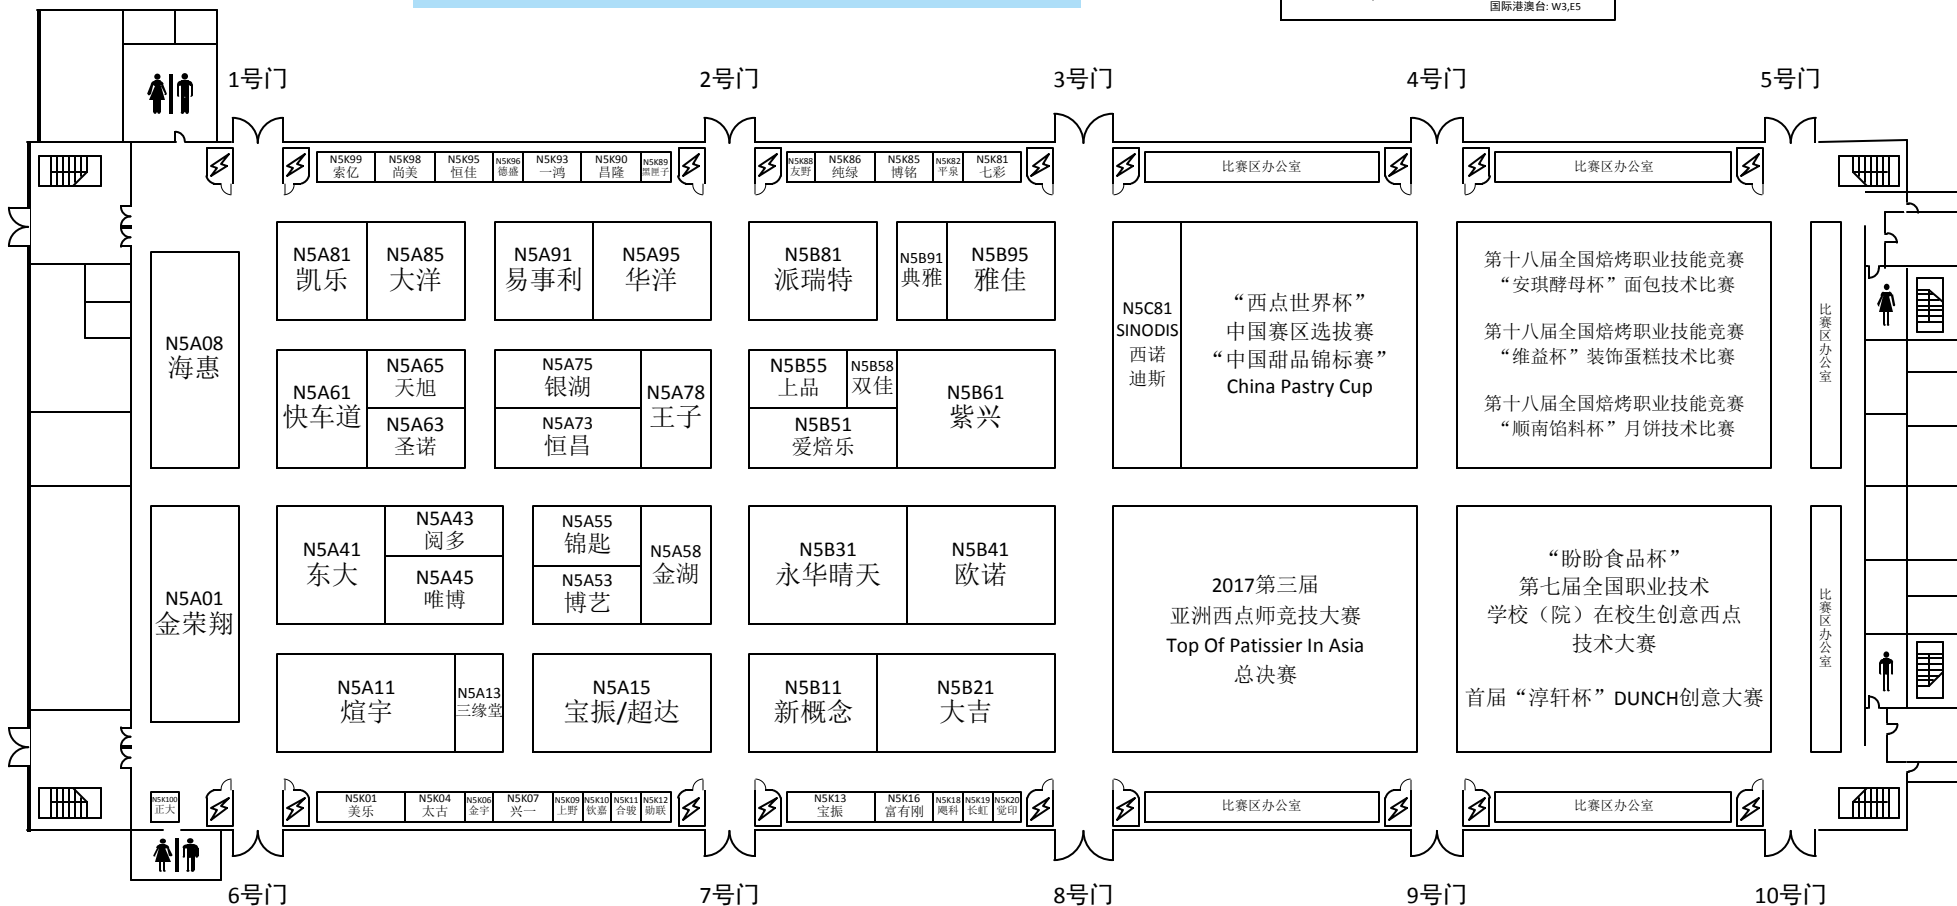 国际港澳台: W3,E5
1号门
2号门
3号门
4号门
5号门
N5K99
索亿
N5K98
尚美
N5K95
恒佳
N5K96
德盛
N5K93
一鸿
N5K90
昌隆
N5K89
黑匣子
N5K88
友野
N5K86
纯绿
N5K85
博铭
N5K82
平泉
N5K81
七彩
比赛区办公室
比赛区办公室
N5A08
海惠
N5A81
凯乐
N5A85
大洋
N5A91
易事利
N5A95
华洋
N5B81
派瑞特
N5B91
典雅
N5B95
雅佳
N5A61
快车道
N5A65
天旭
N5A63
圣诺
N5A75
银湖
N5A73
恒昌
N5A78
王子
N5B55
上品
N5B58
双佳
N5B51
爱焙乐
N5B61
紫兴
N5C81
SINODIS
西诺
迪斯
“西点世界杯”
中国赛区选拔赛
“中国甜品锦标赛”
China Pastry Cup
第十八届全国焙烤职业技能竞赛
“安琪酵母杯”面包技术比赛
第十八届全国焙烤职业技能竞赛
“维益杯”装饰蛋糕技术比赛
第十八届全国焙烤职业技能竞赛
“顺南馅料杯”月饼技术比赛
比赛区办公室
N5A01
金荣翔
N5A41
东大
N5A43
阅多
N5A45
唯博
N5A55
锦匙
N5A53
博艺
N5A58
金湖
N5B31
永华晴天
N5B41
欧诺
N5A11
煊宇
N5A13
三缘堂
N5A15
宝振/超达
N5B11
新概念
N5B21
大吉
2017第三届
亚洲西点师竞技大赛
Top Of Patissier In Asia
总决赛
“盼盼食品杯”
第七届全国职业技术
学校（院）在校生创意西点
技术大赛
首届“淳轩杯”DUNCH创意大赛
比赛区办公室
N5K100
正大
N5K01
美乐
N5K04
太古
N5K06
金宇
N5K07
兴一
N5K09
上野
N5K10
钦嘉
N5K11
合骏
N5K12
勋联
N5K13
宝振
N5K16
富有刚
N5K18
飓科
N5K19
长虹
N5K20
觉印
比赛区办公室
比赛区办公室
6号门
7号门
8号门
9号门
10号门